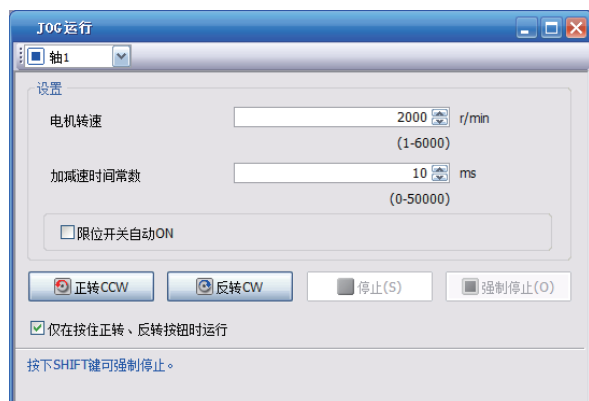 JOG运行
轴1
设置
电机转速 2000 r/min
(1-6000)
加减速时间常数 10 ms
(0-50000)
限位开关自动ON
正转CCW 反转CW 停止(S) 强制停止(O)
仅在按住正转、反转按钮时运行
按下SHIFT键可强制停止。